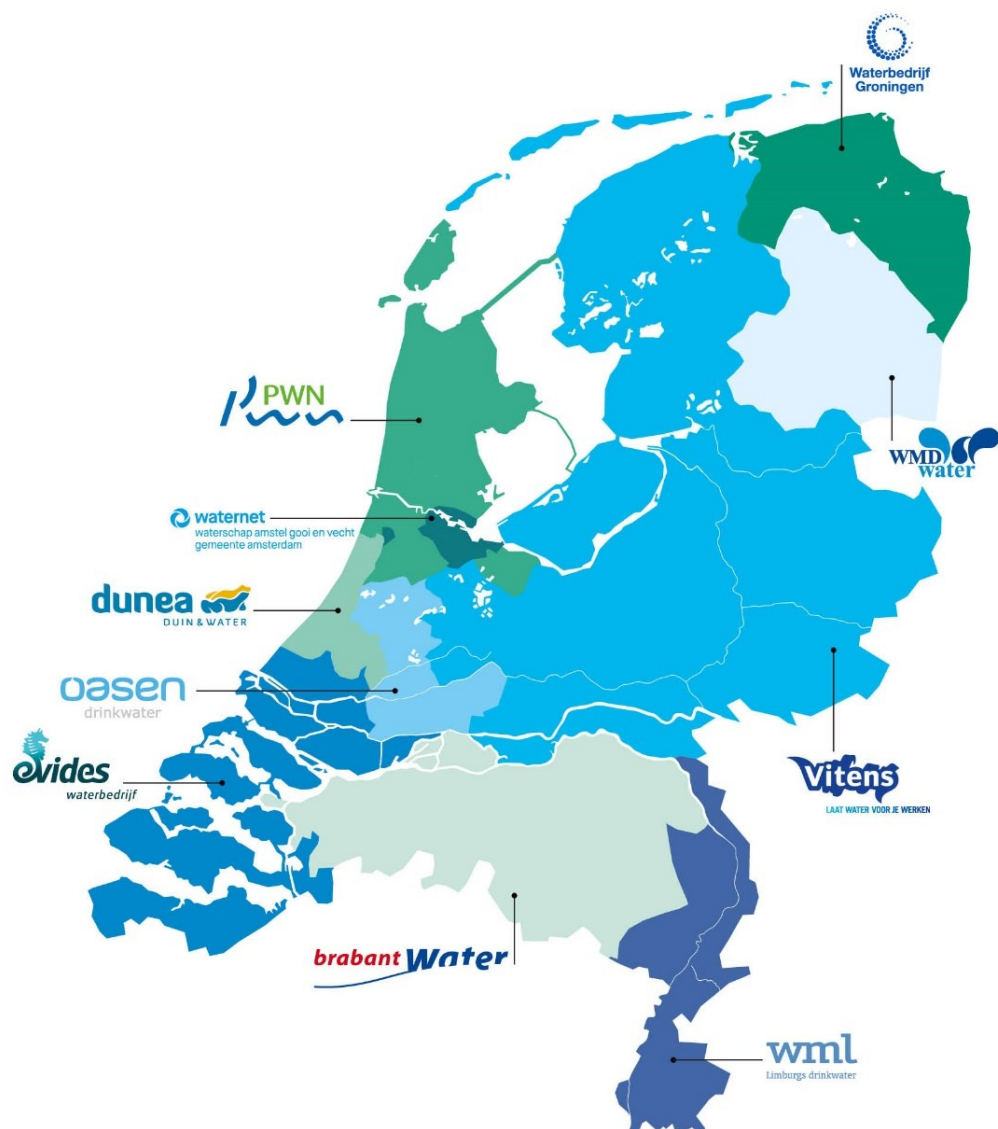 Waterbedrijf
Groningen
PWN
WMD
water
waternet
waterschap amstel gooi en vecht
gemeente amsterdam
dunea
DUIN & WATER
oasen
drinkwater
evides
waterbedrijf
Vitens
LAAT WATER VOOR JE WERKEN
brabant Water
wml
Limburgs drinkwater